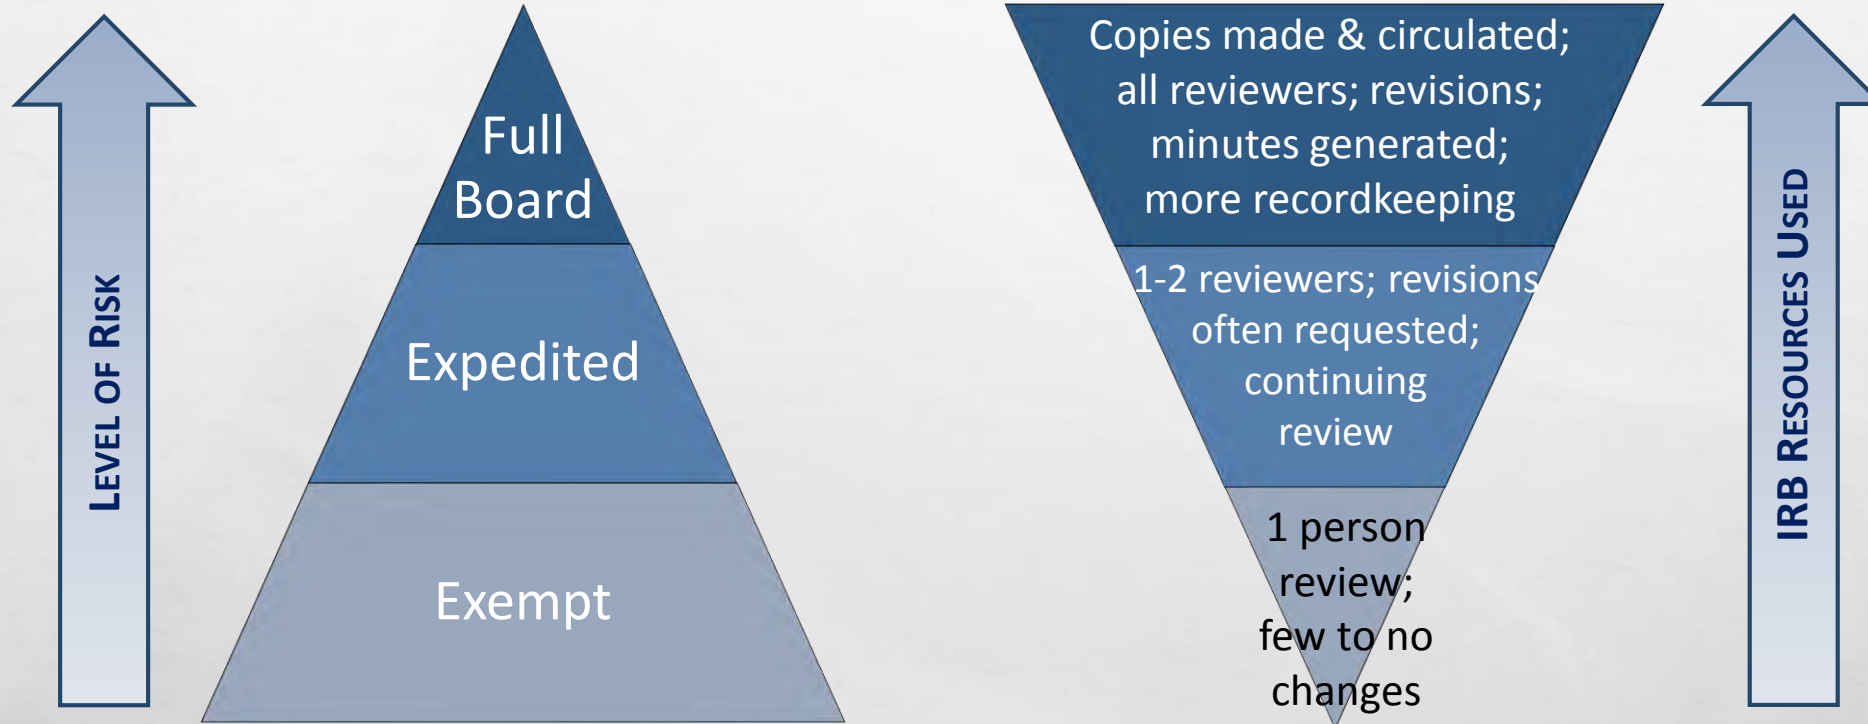 LEVEL OF RISK
Full
Board
Expedited
Exempt
Copies made & circulated;
all reviewers; revisions;
minutes generated;
more recordkeeping
1-2 reviewers; revisions
often requested;
continuing
review
1 person
review;
few to no
changes
IRB RESOURCES USED